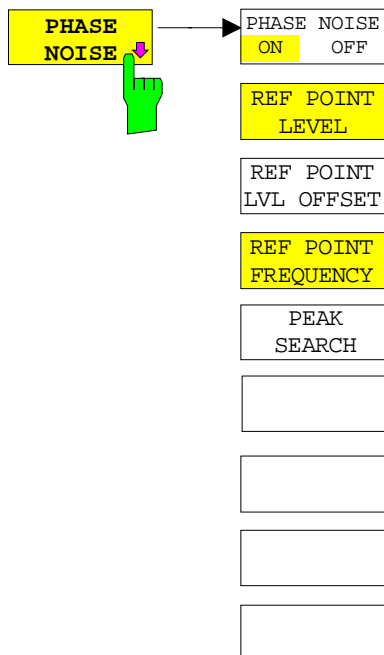 PHASE
NOISE
PHASE NOISE
ON OFF
REF POINT
LEVEL
REF POINT
LVL OFFSET
REF POINT
FREQUENCY
PEAK
SEARCH